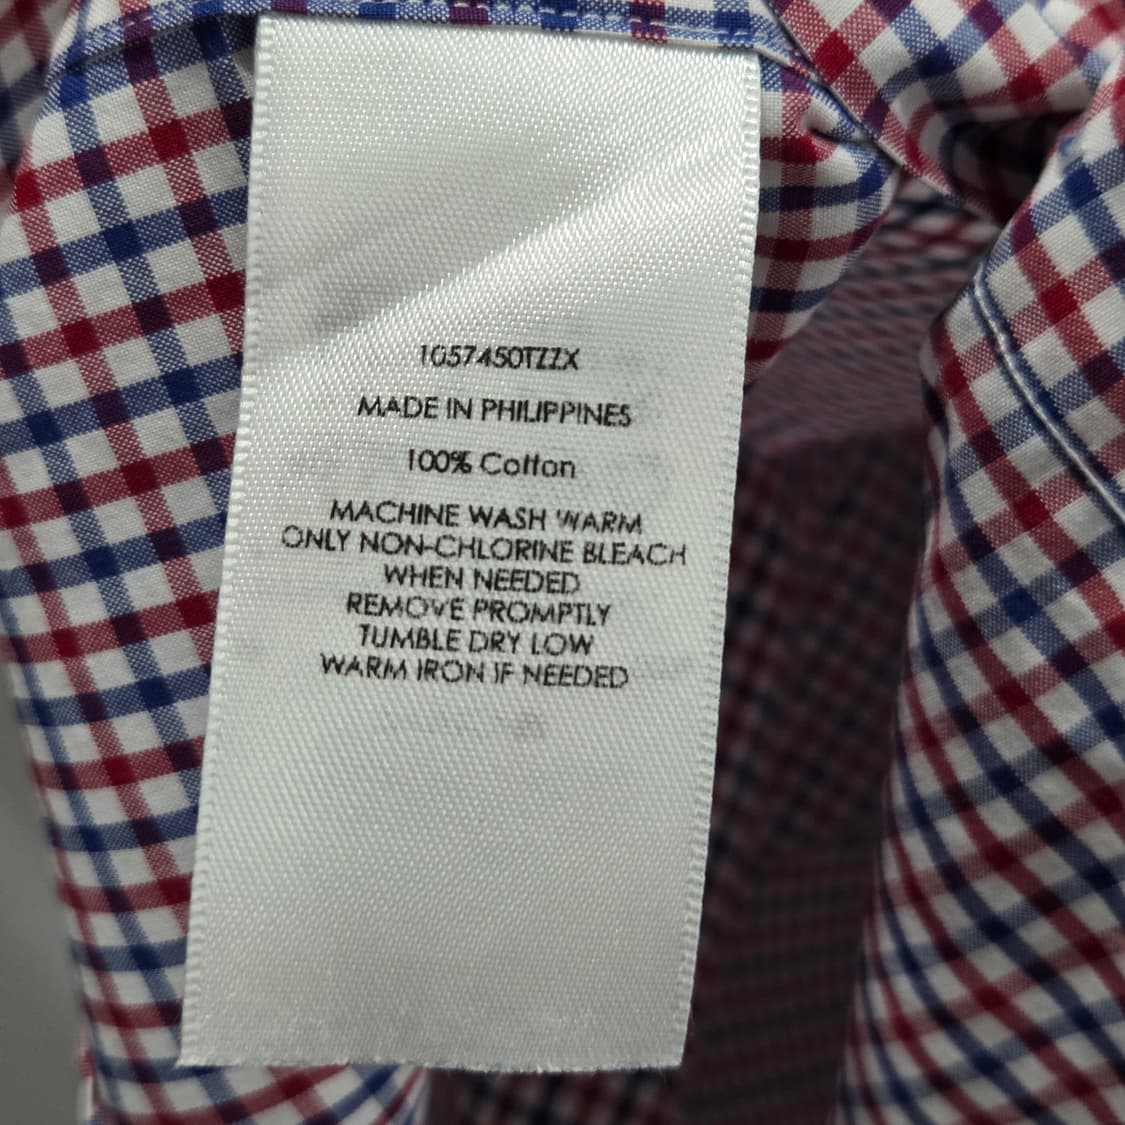 1057450TZZX
MADE IN PHILIPPINES
100% Cotton
MACHINE WASH WARM
ONLY NON-CHLORINE BLEACH
WHEN NEEDED
REMOVE PROMPTLY
TUMBLE DRY LOW
WARM IRON IF NEEDED